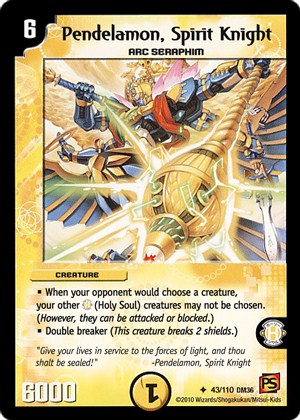 6 Pendelamon, Spirit Knight
ARC SERAPHIM
CREATURE
▪ When your opponent would choose a creature,
your other (Holy Soul) creatures may not be chosen.
(However, they can be attacked or blocked.)
▪ Double breaker (This creature breaks 2 shields.)
"Give your lives in service to the forces of light, and thou
shalt be sealed!" -Pendelamon, Spirit Knight
6000
1
✦ 43/110 DM36
©2010 Wizards/Shogakukan/Mitsui-Kids
PS